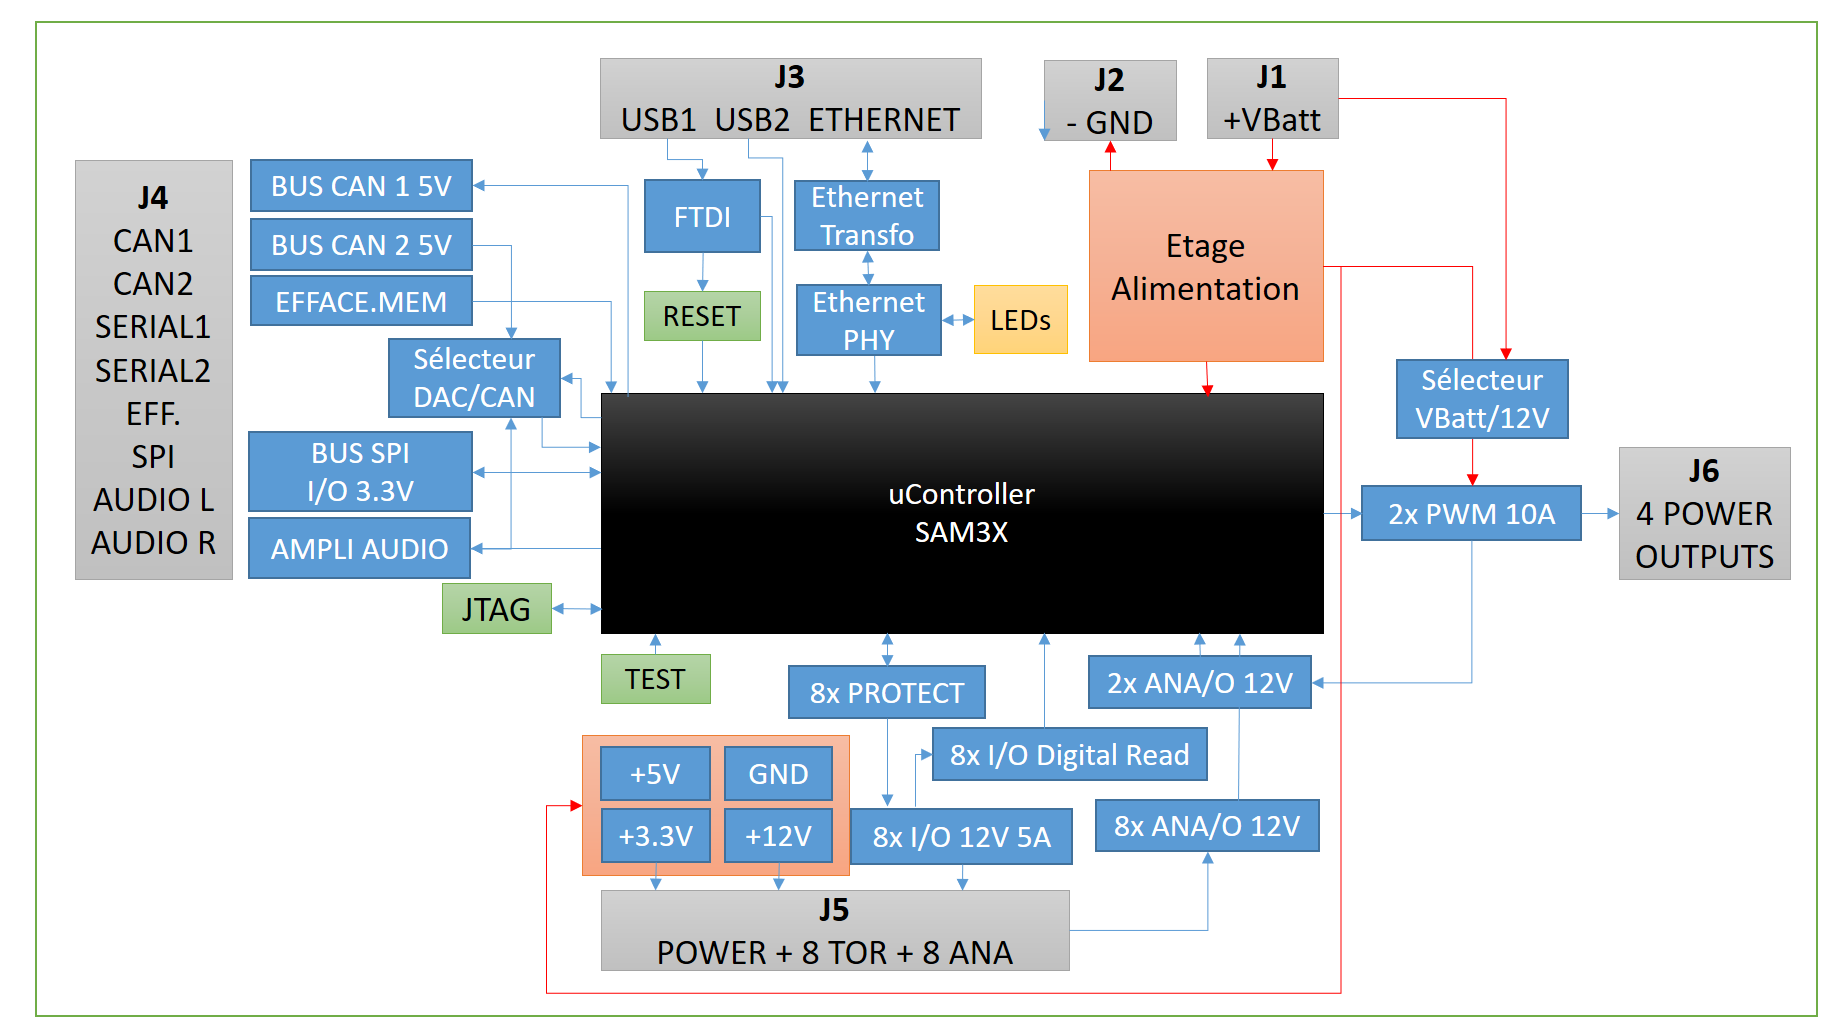 J3
USB1 USB2 ETHERNET
J2
- GND
J1
+VBatt
J4
CAN1
CAN2
SERIAL1
SERIAL2
EFF.
SPI
AUDIO L
AUDIO R
BUS CAN 1 5V
BUS CAN 2 5V
EFFACE.MEM
Sélecteur
DAC/CAN
BUS SPI
I/O 3.3V
AMPLI AUDIO
JTAG
TEST
FTDI
RESET
Ethernet
Transfo
Ethernet
PHY
LEDs
Etage
Alimentation
Sélecteur
VBatt/12V
uController
SAM3X
2x PWM 10A
J6
4 POWER
OUTPUTS
8x PROTECT
2x ANA/O 12V
8x I/O Digital Read
+5V
GND
+3.3V
+12V
8x I/O 12V 5A
8x ANA/O 12V
J5
POWER + 8 TOR + 8 ANA